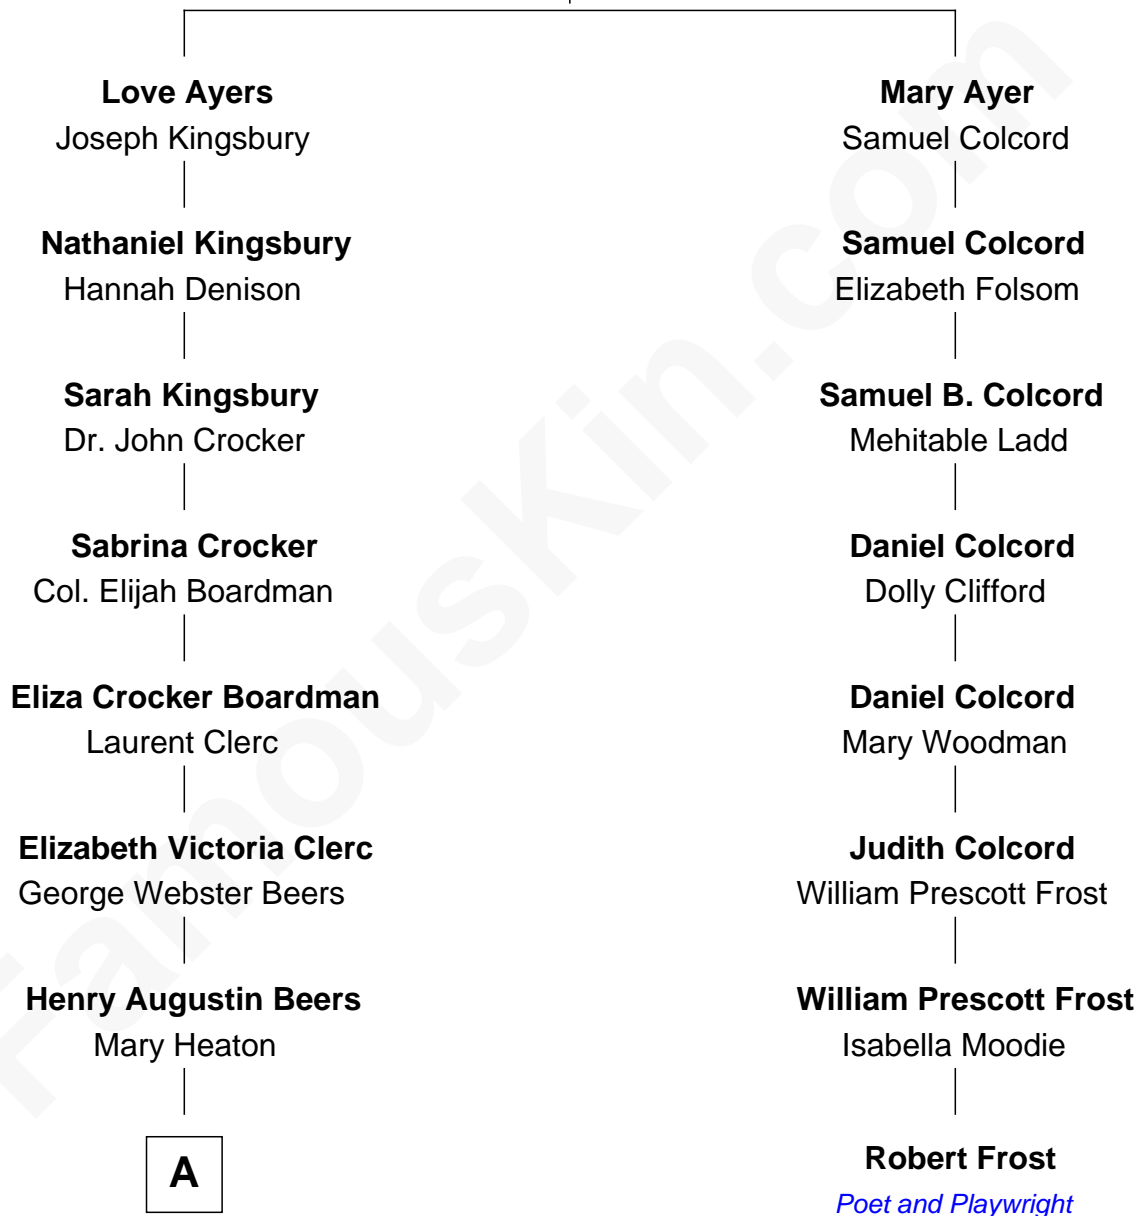 Love Ayers
Joseph Kingsbury
Nathaniel Kingsbury
Hannah Denison
Sarah Kingsbury
Dr. John Crocker
Sabrina Crocker
Col. Elijah Boardman
Eliza Crocker Boardman
Laurent Clerc
Elizabeth Victoria Clerc
George Webster Beers
Henry Augustin Beers
Mary Heaton
A
Mary Ayer
Samuel Colcord
Samuel Colcord
Elizabeth Folsom
Samuel B. Colcord
Mehitable Ladd
Daniel Colcord
Dolly Clifford
Daniel Colcord
Mary Woodman
Judith Colcord
William Prescott Frost
William Prescott Frost
Isabella Moodie
Robert Frost
Poet and Playwright
FamousKin.com